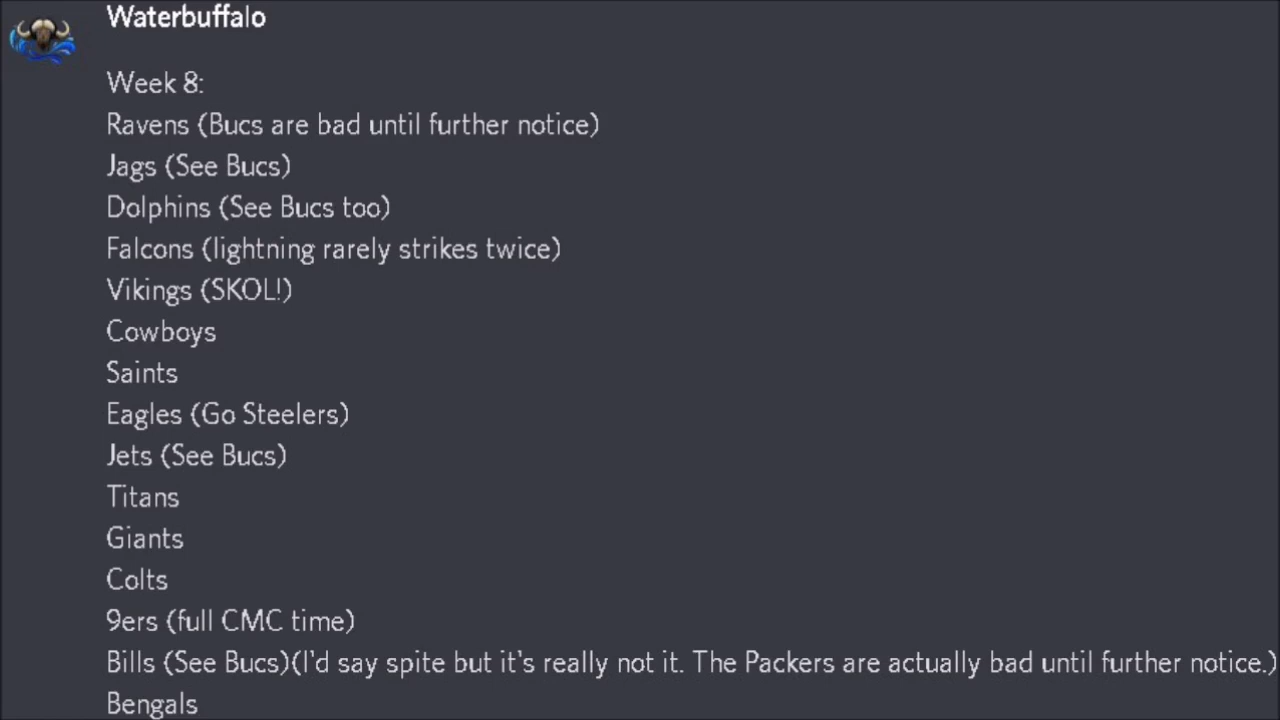 Waterbuffalo
Week 8:
Ravens (Bucs are bad until further notice)
Jags (See Bucs)
Dolphins (See Bucs too)
Falcons (lightning rarely strikes twice)
Vikings (SKOL!)
Cowboys
Saints
Eagles (Go Steelers)
Jets (See Bucs)
Titans
Giants
Colts
9ers (full CMC time)
Bills (See Bucs)(I'd say spite but it's really not it. The Packers are actually bad until further notice.)
Bengals